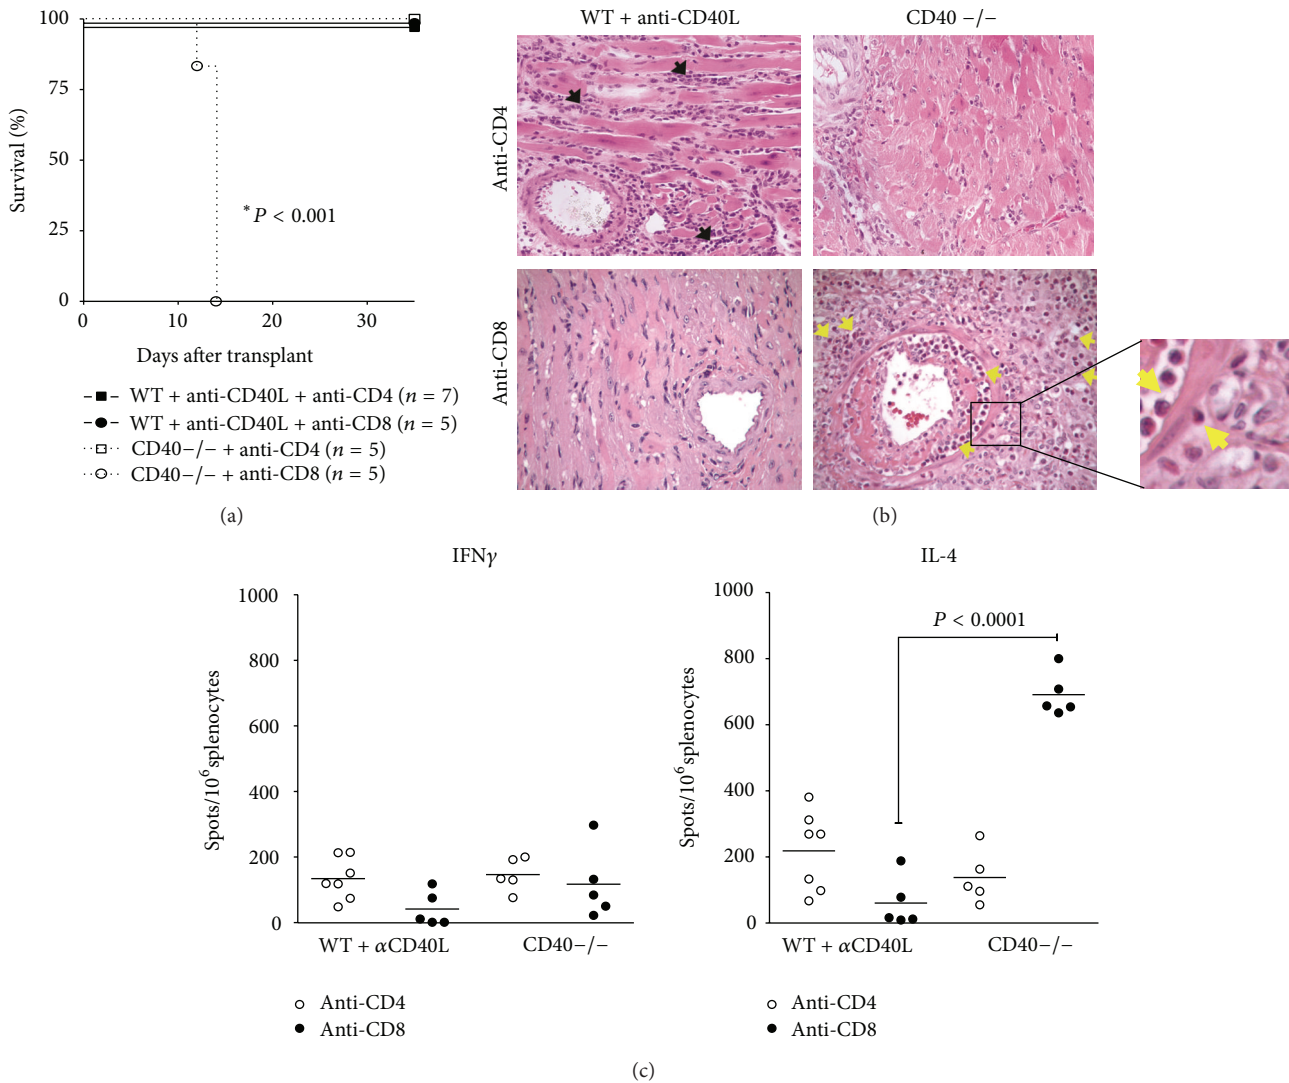 WT + anti-CD40L
CD40 −/−
100
75
50
25
0
Survival (%)
*P < 0.001
0
10
20
30
Days after transplant
WT + anti-CD40L + anti-CD4 (n = 7)
WT + anti-CD40L + anti-CD8 (n = 5)
CD40−/− + anti-CD4 (n = 5)
CD40−/− + anti-CD8 (n = 5)
(a)
Anti-CD4
Anti-CD8
(b)
IFNγ
1000
800
600
400
200
0
Spots/10⁶ splenocytes
WT + αCD40L
CD40−/−
Anti-CD4
Anti-CD8
IL-4
1000
800
600
400
200
0
Spots/10⁶ splenocytes
P < 0.0001
WT + αCD40L
CD40−/−
Anti-CD4
Anti-CD8
(c)